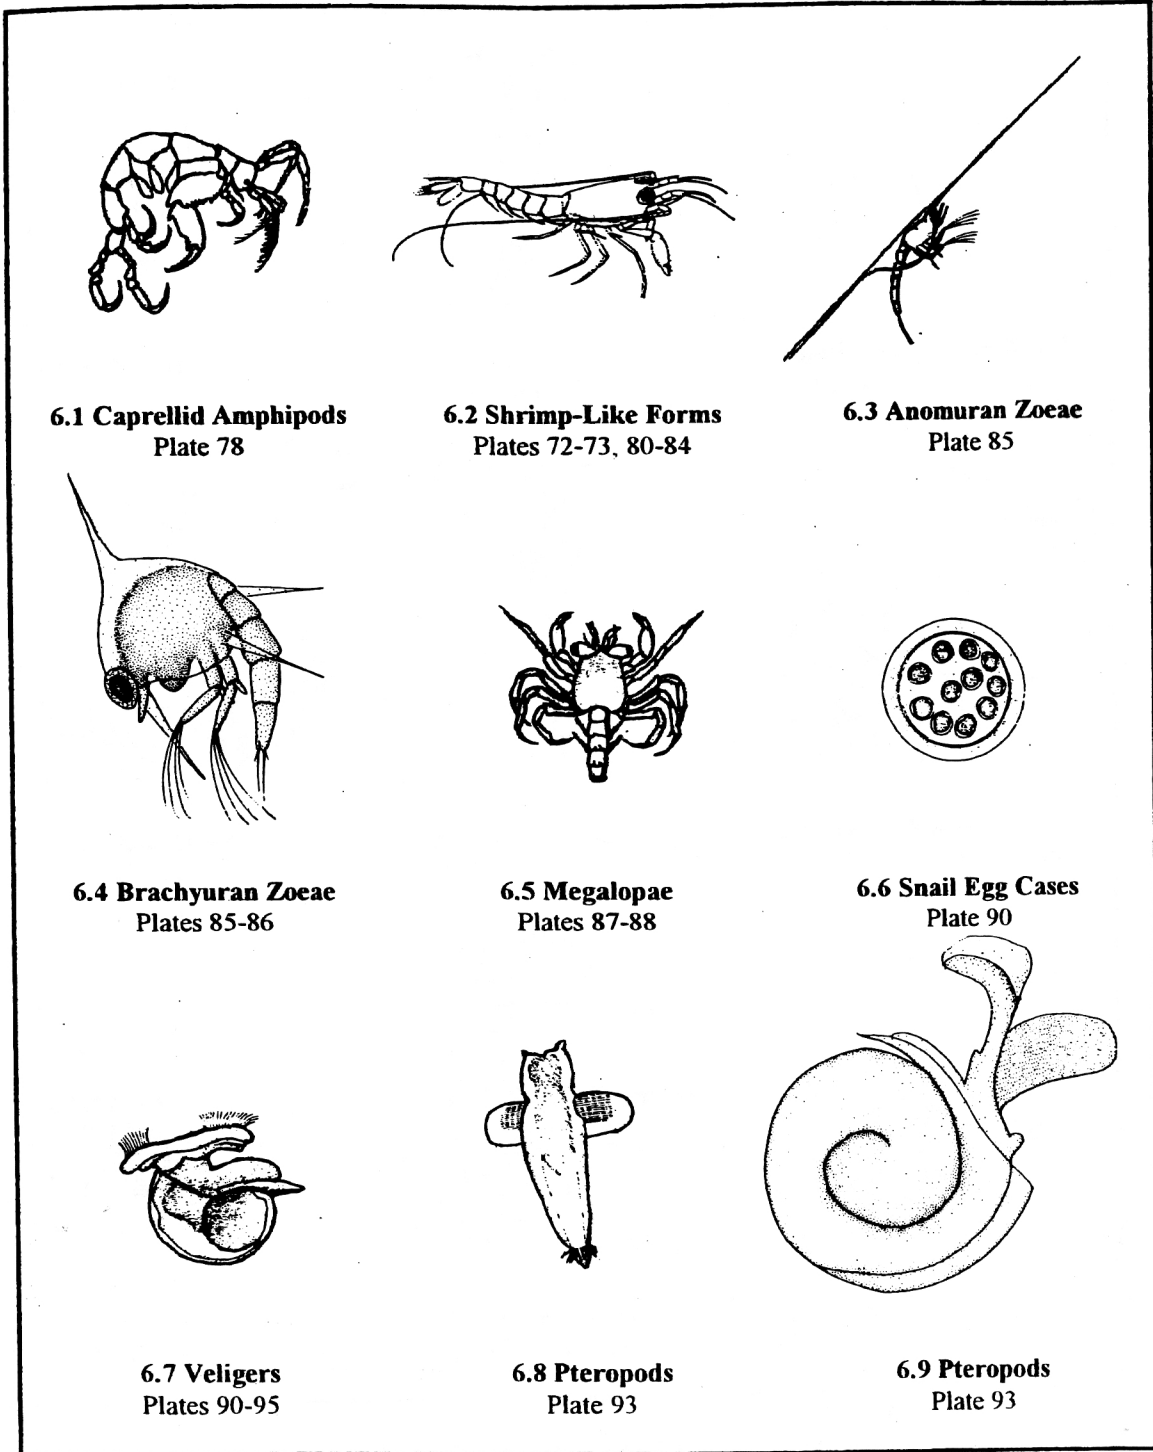 6.1 Caprellid Amphipods
Plate 78
6.2 Shrimp-Like Forms
Plates 72-73, 80-84
6.3 Anomuran Zoeae
Plate 85
6.4 Brachyuran Zoeae
Plates 85-86
6.5 Megalopae
Plates 87-88
6.6 Snail Egg Cases
Plate 90
6.7 Veligers
Plates 90-95
6.8 Pteropods
Plate 93
6.9 Pteropods
Plate 93